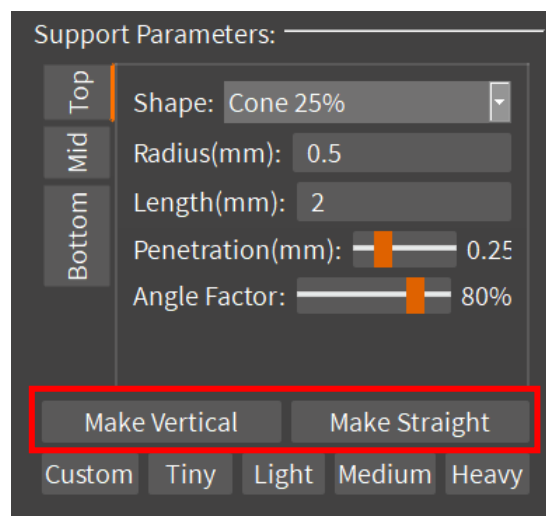 Support Parameters:
Top
Mid
Bottom
Shape: Cone 25%
Radius(mm): 0.5
Length(mm): 2
Penetration(mm): 0.25
Angle Factor: 80%
Make Vertical Make Straight
Custom Tiny Light Medium Heavy